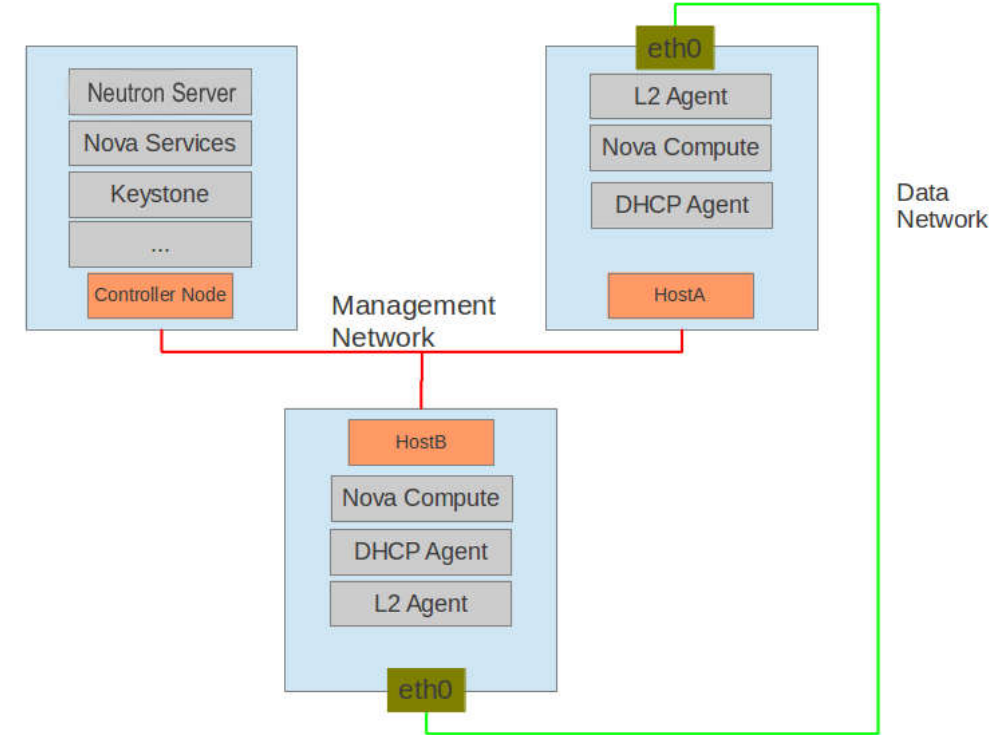 Neutron Server
Nova Services
Keystone
...
Controller Node
eth0
L2 Agent
Nova Compute
DHCP Agent
HostA
Data
Network
Management
Network
HostB
Nova Compute
DHCP Agent
L2 Agent
eth0